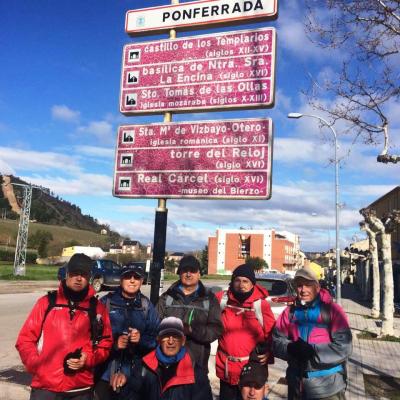 PONFERRADA
castillo de los Templarios
(siglos XII-XV)
basílica de Ntra. Sra.
La Encina (siglo XVI)
Sto. Tomás de las Ollas
iglesia mozárabe (siglos X-XIII)
Sta. Mª de Vizbayo-Otero
iglesia románica (siglo XI)
torre del Reloj
(siglo XVI)
Real Cárcel (siglo XVI)
-museo del Bierzo-